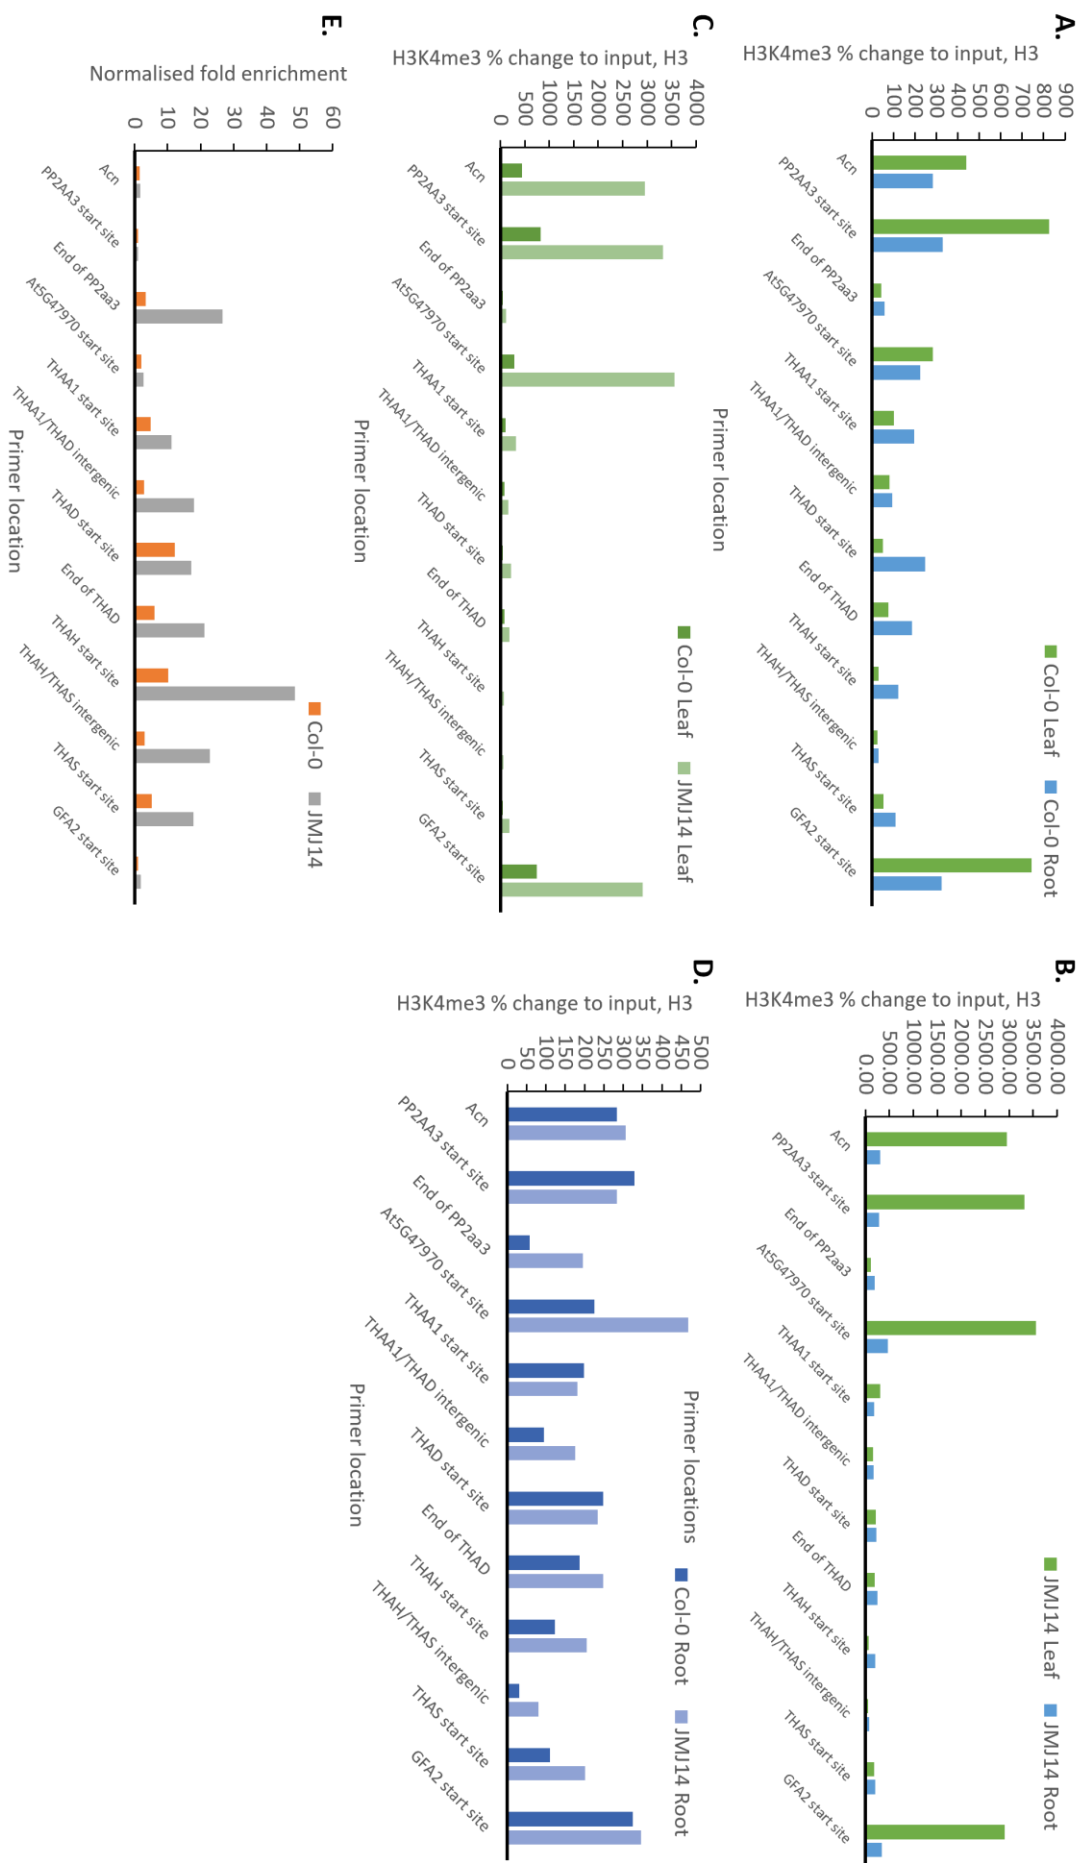 A.
H3K4me3 % change to input, H3
900
800
700
600
500
400
300
200
100
0
Acn
PP2AA3 start site
End of PP2aa3
At5G47970 start site
THAA1 start site
THAA1/THAD intergenic
THAD start site
End of THAD
THAH start site
THAH/THAS intergenic
THAS start site
GFA2 start site
Col-0 Leaf
Col-0 Root
Primer location
B.
H3K4me3 % change to input, H3
4000.00
3500.00
3000.00
2500.00
2000.00
1500.00
1000.00
500.00
0.00
Acn
PP2AA3 start site
End of PP2aa3
At5G47970 start site
THAA1 start site
THAA1/THAD intergenic
THAD start site
End of THAD
THAH start site
THAH/THAS intergenic
THAS start site
GFA2 start site
JMJ14 Leaf
JMJ14 Root
Primer locations
C.
H3K4me3 % change to input, H3
4000
3500
3000
2500
2000
1500
1000
500
0
Acn
PP2AA3 start site
End of PP2aa3
At5G47970 start site
THAA1 start site
THAA1/THAD intergenic
THAD start site
End of THAD
THAH start site
THAH/THAS intergenic
THAS start site
GFA2 start site
Col-0 Leaf
JMJ14 Leaf
Primer location
D.
H3K4me3 % change to input, H3
500
450
400
350
300
250
200
150
100
50
0
Acn
PP2AA3 start site
End of PP2aa3
At5G47970 start site
THAA1 start site
THAA1/THAD intergenic
THAD start site
End of THAD
THAH start site
THAH/THAS intergenic
THAS start site
GFA2 start site
Col-0 Root
JMJ14 Root
Primer location
E.
Normalised fold enrichment
60
50
40
30
20
10
0
Acn
PP2AA3 start site
End of PP2aa3
At5G47970 start site
THAA1 start site
THAA1/THAD intergenic
THAD start site
End of THAD
THAH start site
THAH/THAS intergenic
THAS start site
GFA2 start site
Col-0
JMJ14
Primer location